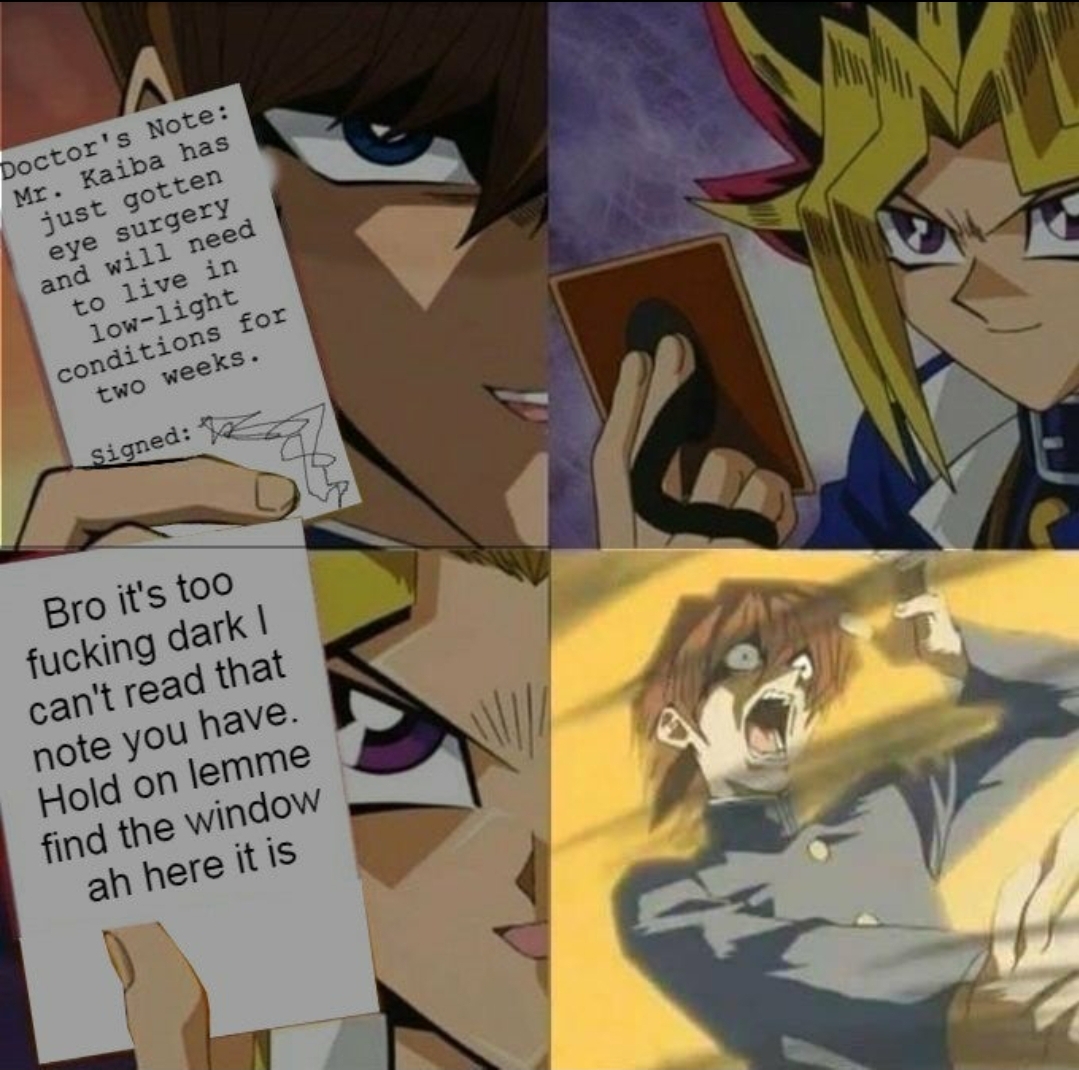 Doctor's Note:
Mr. Kaiba has
just gotten
eye surgery
and will need
to live in
low-light
conditions for
two weeks.
Signed:
Bro it's too
fucking dark I
can't read that
note you have.
Hold on lemme
find the window
ah here it is